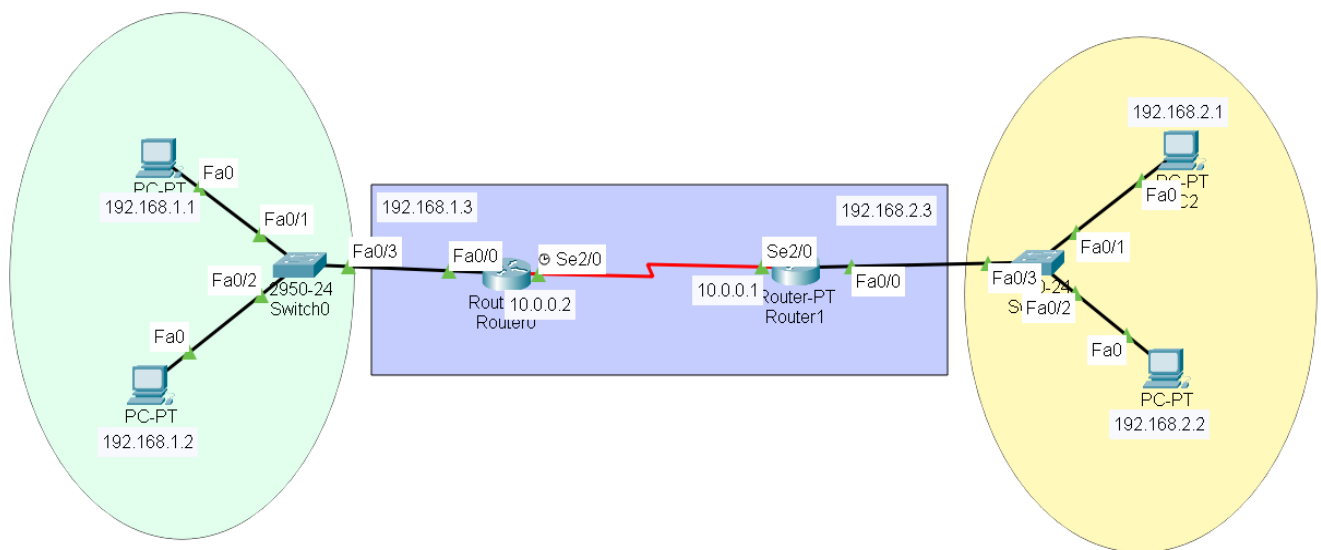 Fa0
PC-PT
192.168.1.1
Fa0/1
Fa0/2
2950-24
Switch0
Fa0
PC-PT
192.168.1.2
Fa0/3
192.168.1.3
Fa0/0
Se2/0
10.0.0.2
Router0
192.168.2.3
Se2/0
10.0.0.1
Router-PT
Router1
Fa0/0
192.168.2.1
PC-PT
Fa0
Fa0/1
Fa0/3
Fa0/2
Fa0
PC-PT
192.168.2.2